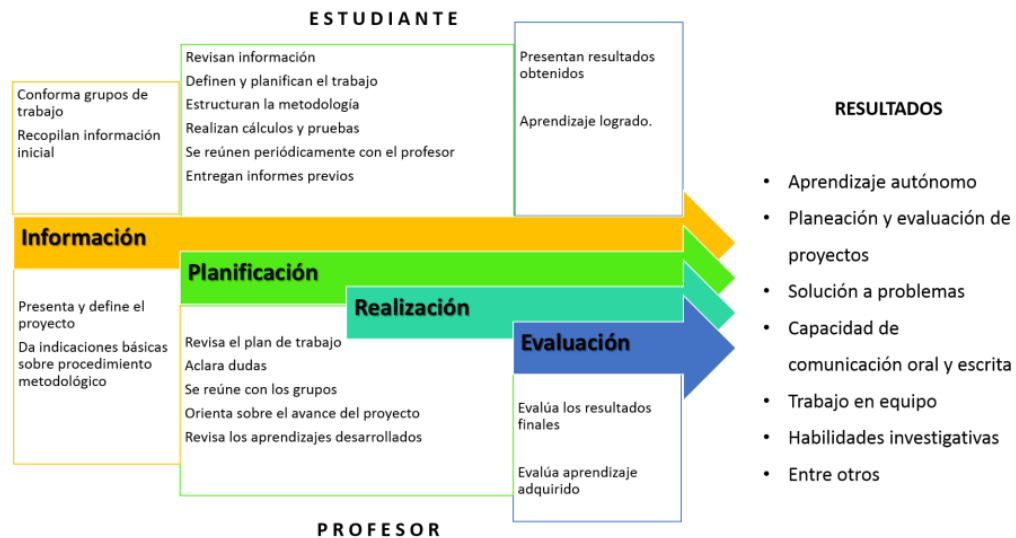 ESTUDIANTE
Conforma grupos de
trabajo
Recopilan información
inicial
Revisan información
Definen y planifican el trabajo
Estructuran la metodología
Realizan cálculos y pruebas
Se reúnen periódicamente con el profesor
Entregan informes previos
Presentan resultados
obtenidos
Aprendizaje logrado.
Información
Planificación
Realización
Evaluación
Presenta y define el
proyecto
Da indicaciones básicas
sobre procedimiento
metodológico
Revisa el plan de trabajo
Aclara dudas
Se reúne con los grupos
Orienta sobre el avance del proyecto
Revisa los aprendizajes desarrollados
Evalúa los resultados
finales
Evalúa aprendizaje
adquirido
PROFESOR
RESULTADOS
• Aprendizaje autónomo
• Planeación y evaluación de
proyectos
• Solución a problemas
• Capacidad de
comunicación oral y escrita
• Trabajo en equipo
• Habilidades investigativas
• Entre otros